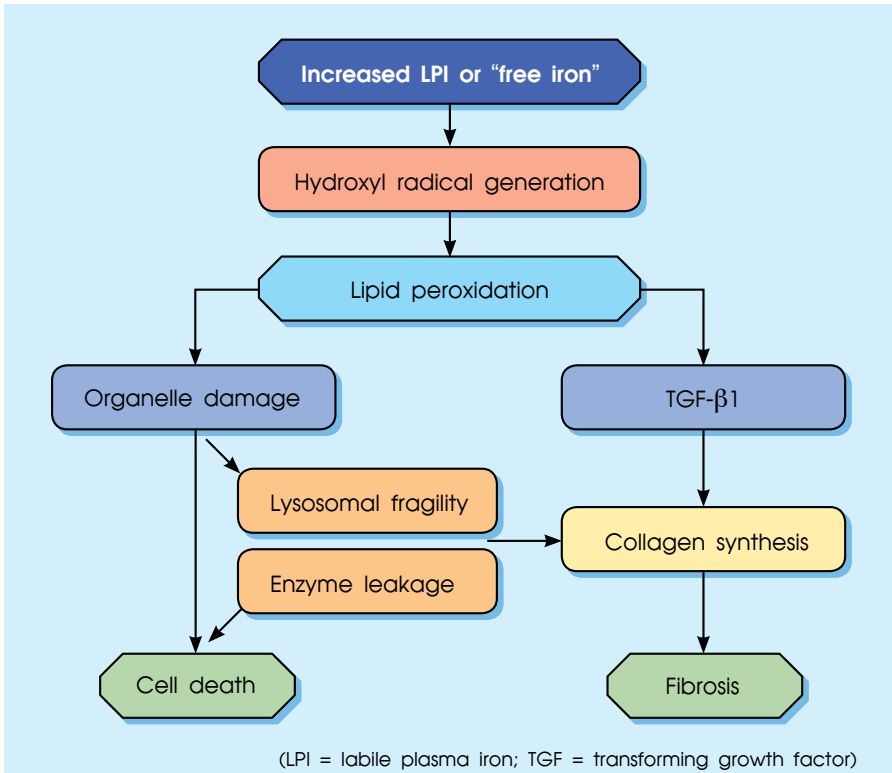 Increased LPI or “free iron”
Hydroxyl radical generation
Lipid peroxidation
Organelle damage
TGF-β1
Lysosomal fragility
Collagen synthesis
Enzyme leakage
Cell death
Fibrosis
(LPI = labile plasma iron; TGF = transforming growth factor)